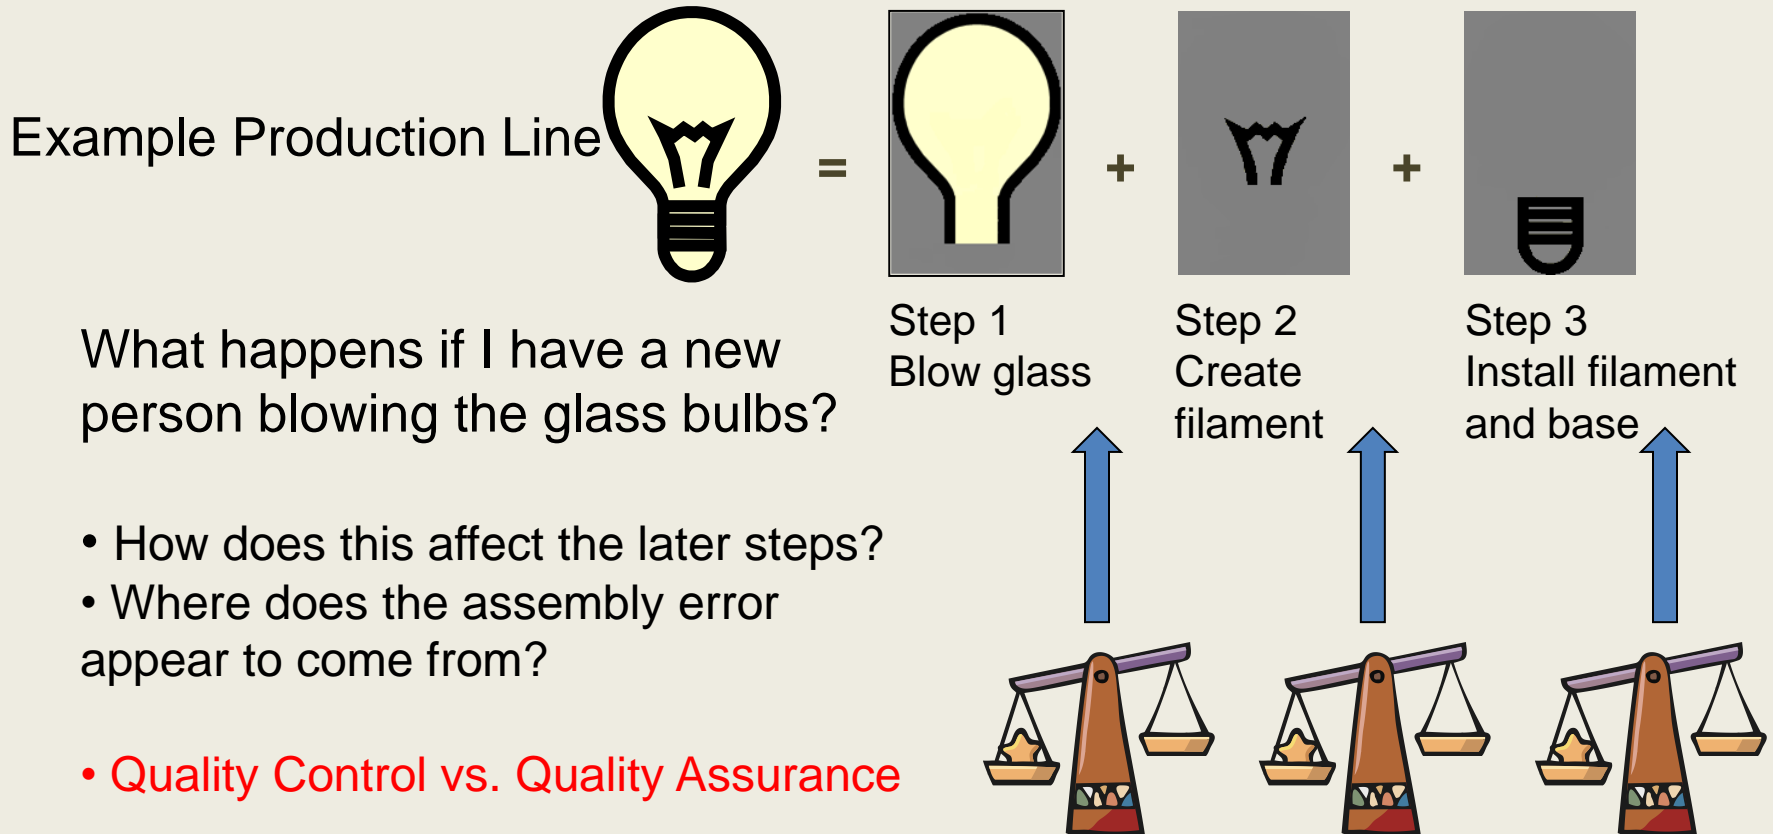 Example Production Line
=
+
+
Step 1
Blow glass
Step 2
Create
filament
Step 3
Install filament
and base
What happens if I have a new
person blowing the glass bulbs?
• How does this affect the later steps?
• Where does the assembly error
appear to come from?
• Quality Control vs. Quality Assurance